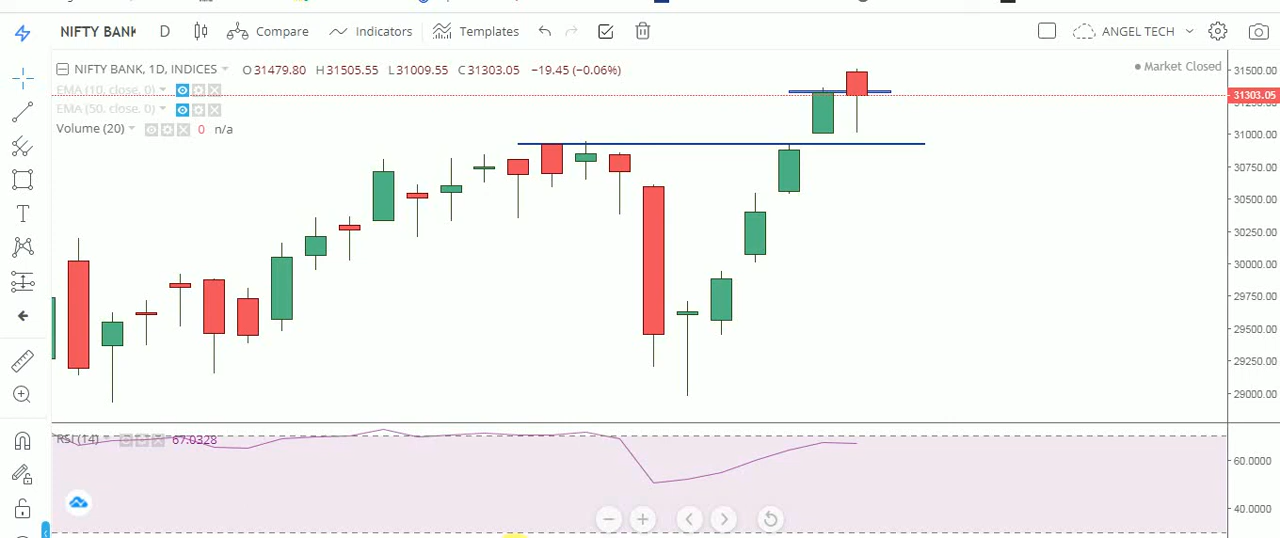 NIFTY BANK D Compare Indicators Templates ANGEL TECH
NIFTY BANK, 1D, INDICES O31479.80 H31505.55 L31009.55 C31303.05 −19.45 (−0.06%)
Market Closed
EMA (10, close, 0)
EMA (50, close, 0)
Volume (20) 0 n/a
31500.00
31303.05
31000.00
30750.00
30500.00
30250.00
30000.00
29750.00
29500.00
29250.00
29000.00
RSI (14) 67.0328
60.0000
40.0000